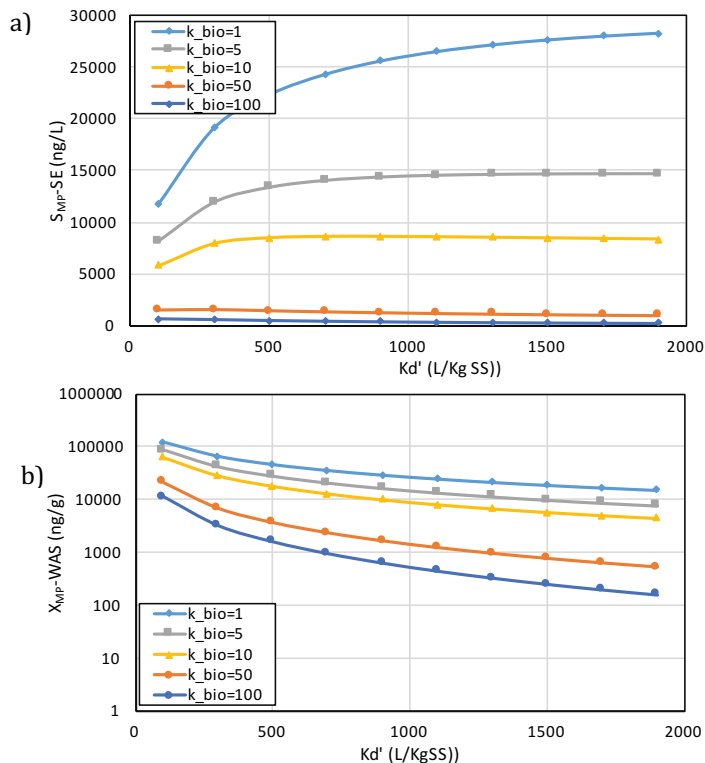 a)
30000
25000
20000
15000
10000
5000
0
S_MP-SE (ng/L)
k_bio=1
k_bio=5
k_bio=10
k_bio=50
k_bio=100
0 500 1000 1500 2000
Kd' (L/Kg SS))
b)
1000000
100000
10000
1000
100
10
1
X_MP-WAS (ng/g)
k_bio=1
k_bio=5
k_bio=10
k_bio=50
k_bio=100
0 500 1000 1500 2000
Kd' (L/KgSS))